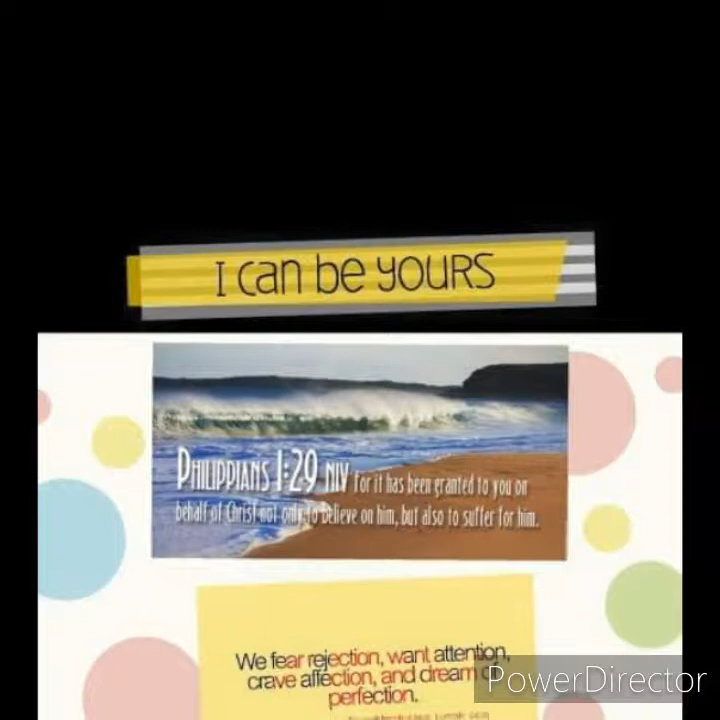 I can be yours
PHILIPPIANS 1:29 NIV For it has been granted to you on
behalf of Christ not only to believe on him, but also to suffer for him.
We fear rejection, want attention,
crave affection, and dream of
perfection.
PowerDirector